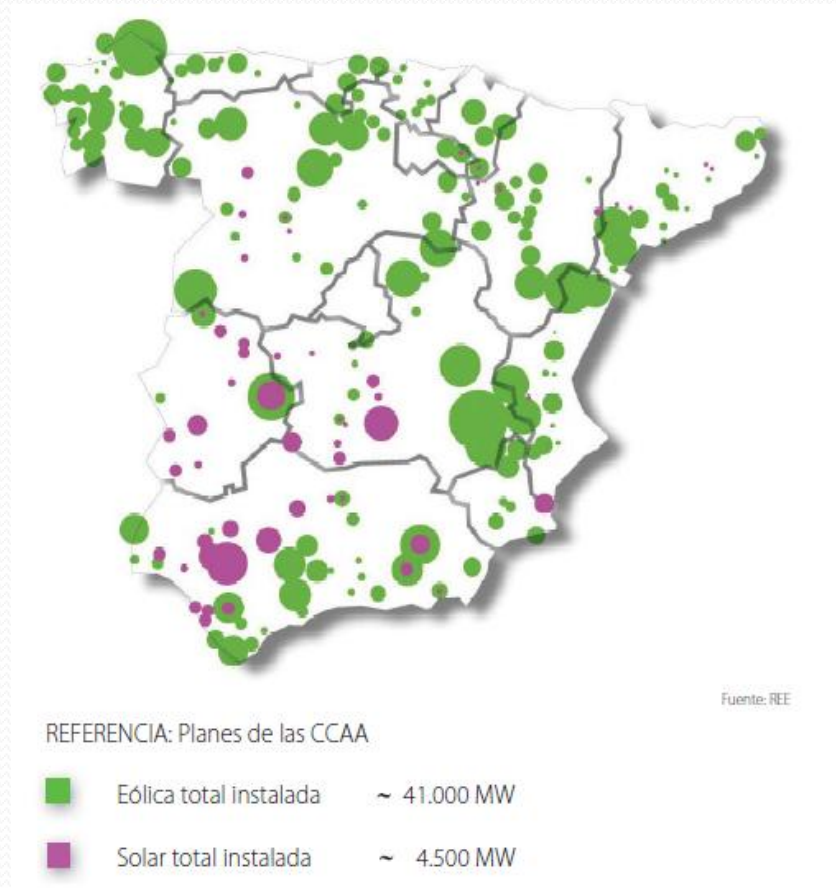 Fuente: REE
REFERENCIA: Planes de las CCAA
Eólica total instalada ~ 41.000 MW
Solar total instalada ~ 4.500 MW